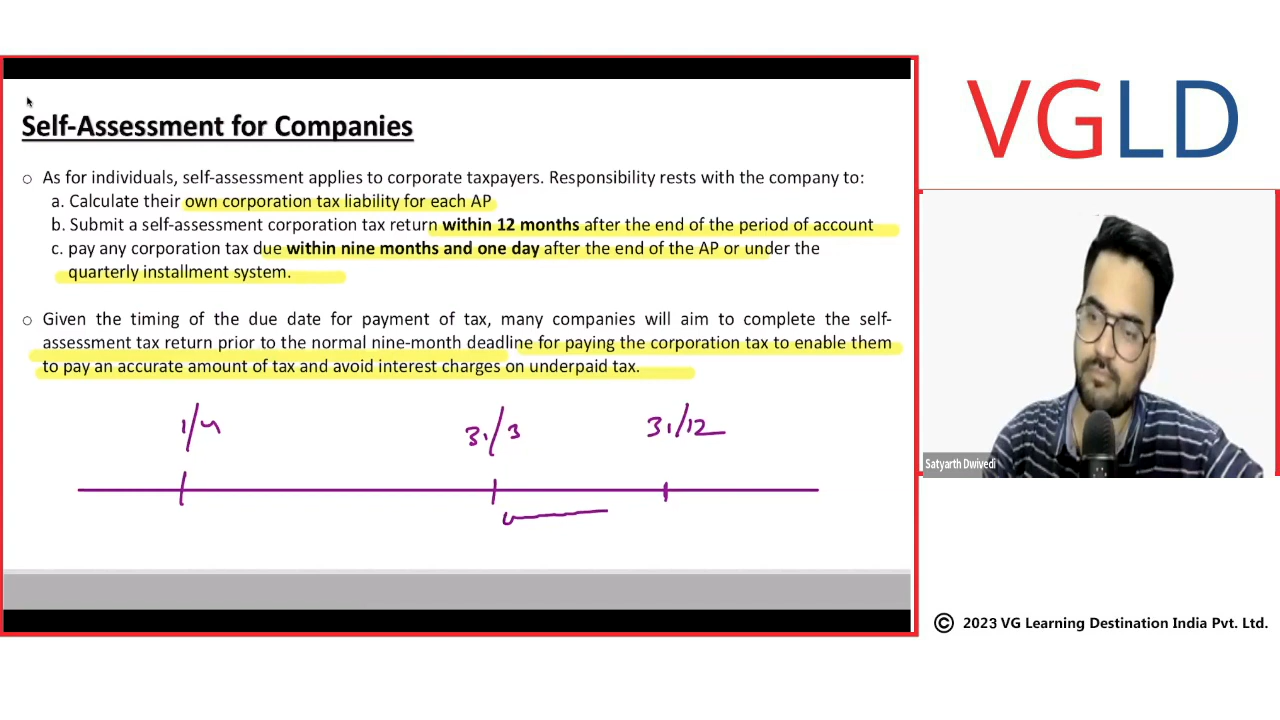 Self-Assessment for Companies
○ As for individuals, self-assessment applies to corporate taxpayers. Responsibility rests with the company to:
a. Calculate their own corporation tax liability for each AP
b. Submit a self-assessment corporation tax return within 12 months after the end of the period of account
c. pay any corporation tax due within nine months and one day after the end of the AP or under the
quarterly installment system.
○ Given the timing of the due date for payment of tax, many companies will aim to complete the self-
assessment tax return prior to the normal nine-month deadline for paying the corporation tax to enable them
to pay an accurate amount of tax and avoid interest charges on underpaid tax.
1/4 31/3 31/12
VGLD
Satyarth Dwivedi
© 2023 VG Learning Destination India Pvt. Ltd.